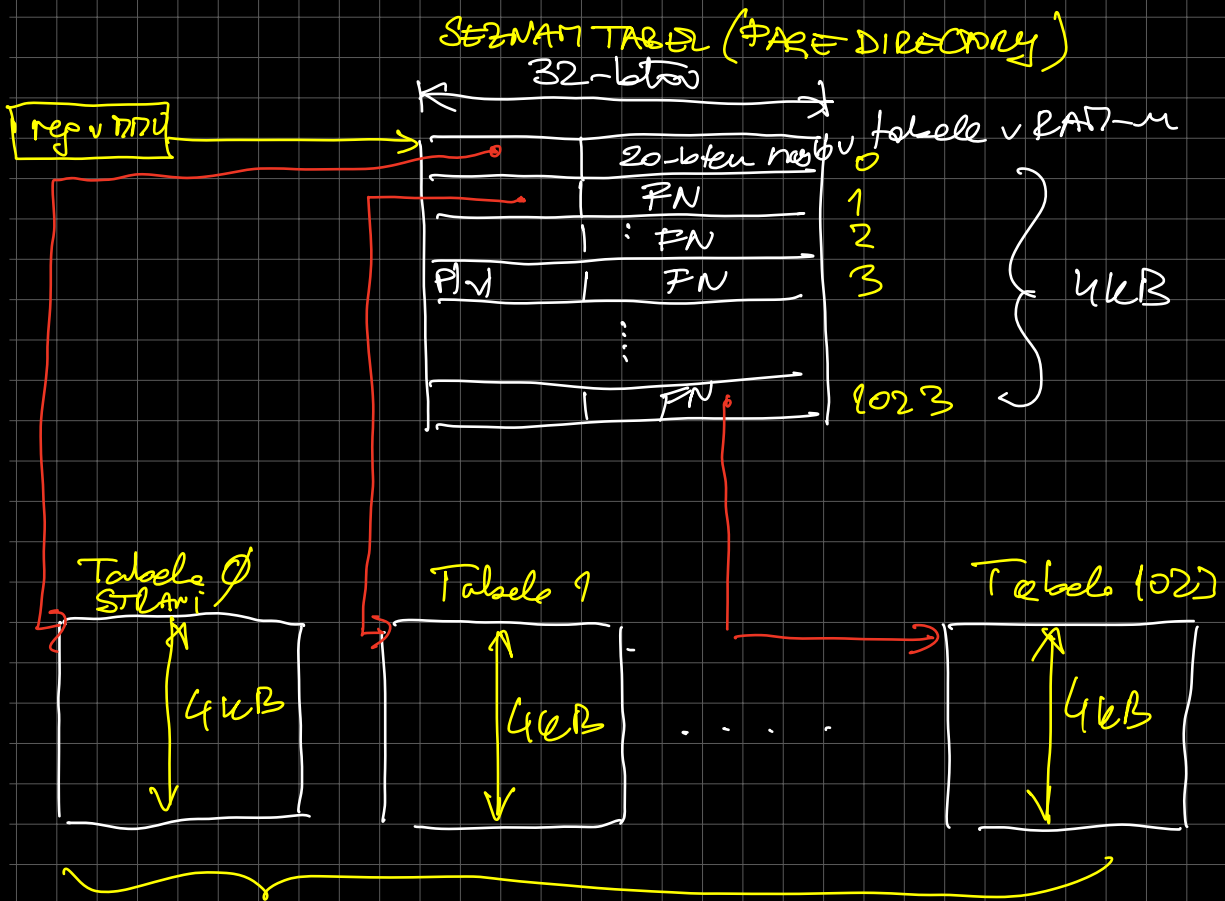 SEZNAM TABEL (PAGE DIRECTORY)
32-bitov
reg v MMU
20-biten naslov tabele v RAM-u
0
FN
1
: FN
2
P|V|
FN
3
4kB
FN
1023
Tabela Ø
STRANI
Tabela 1
Tabela 1023
4kB
4kB
4kB